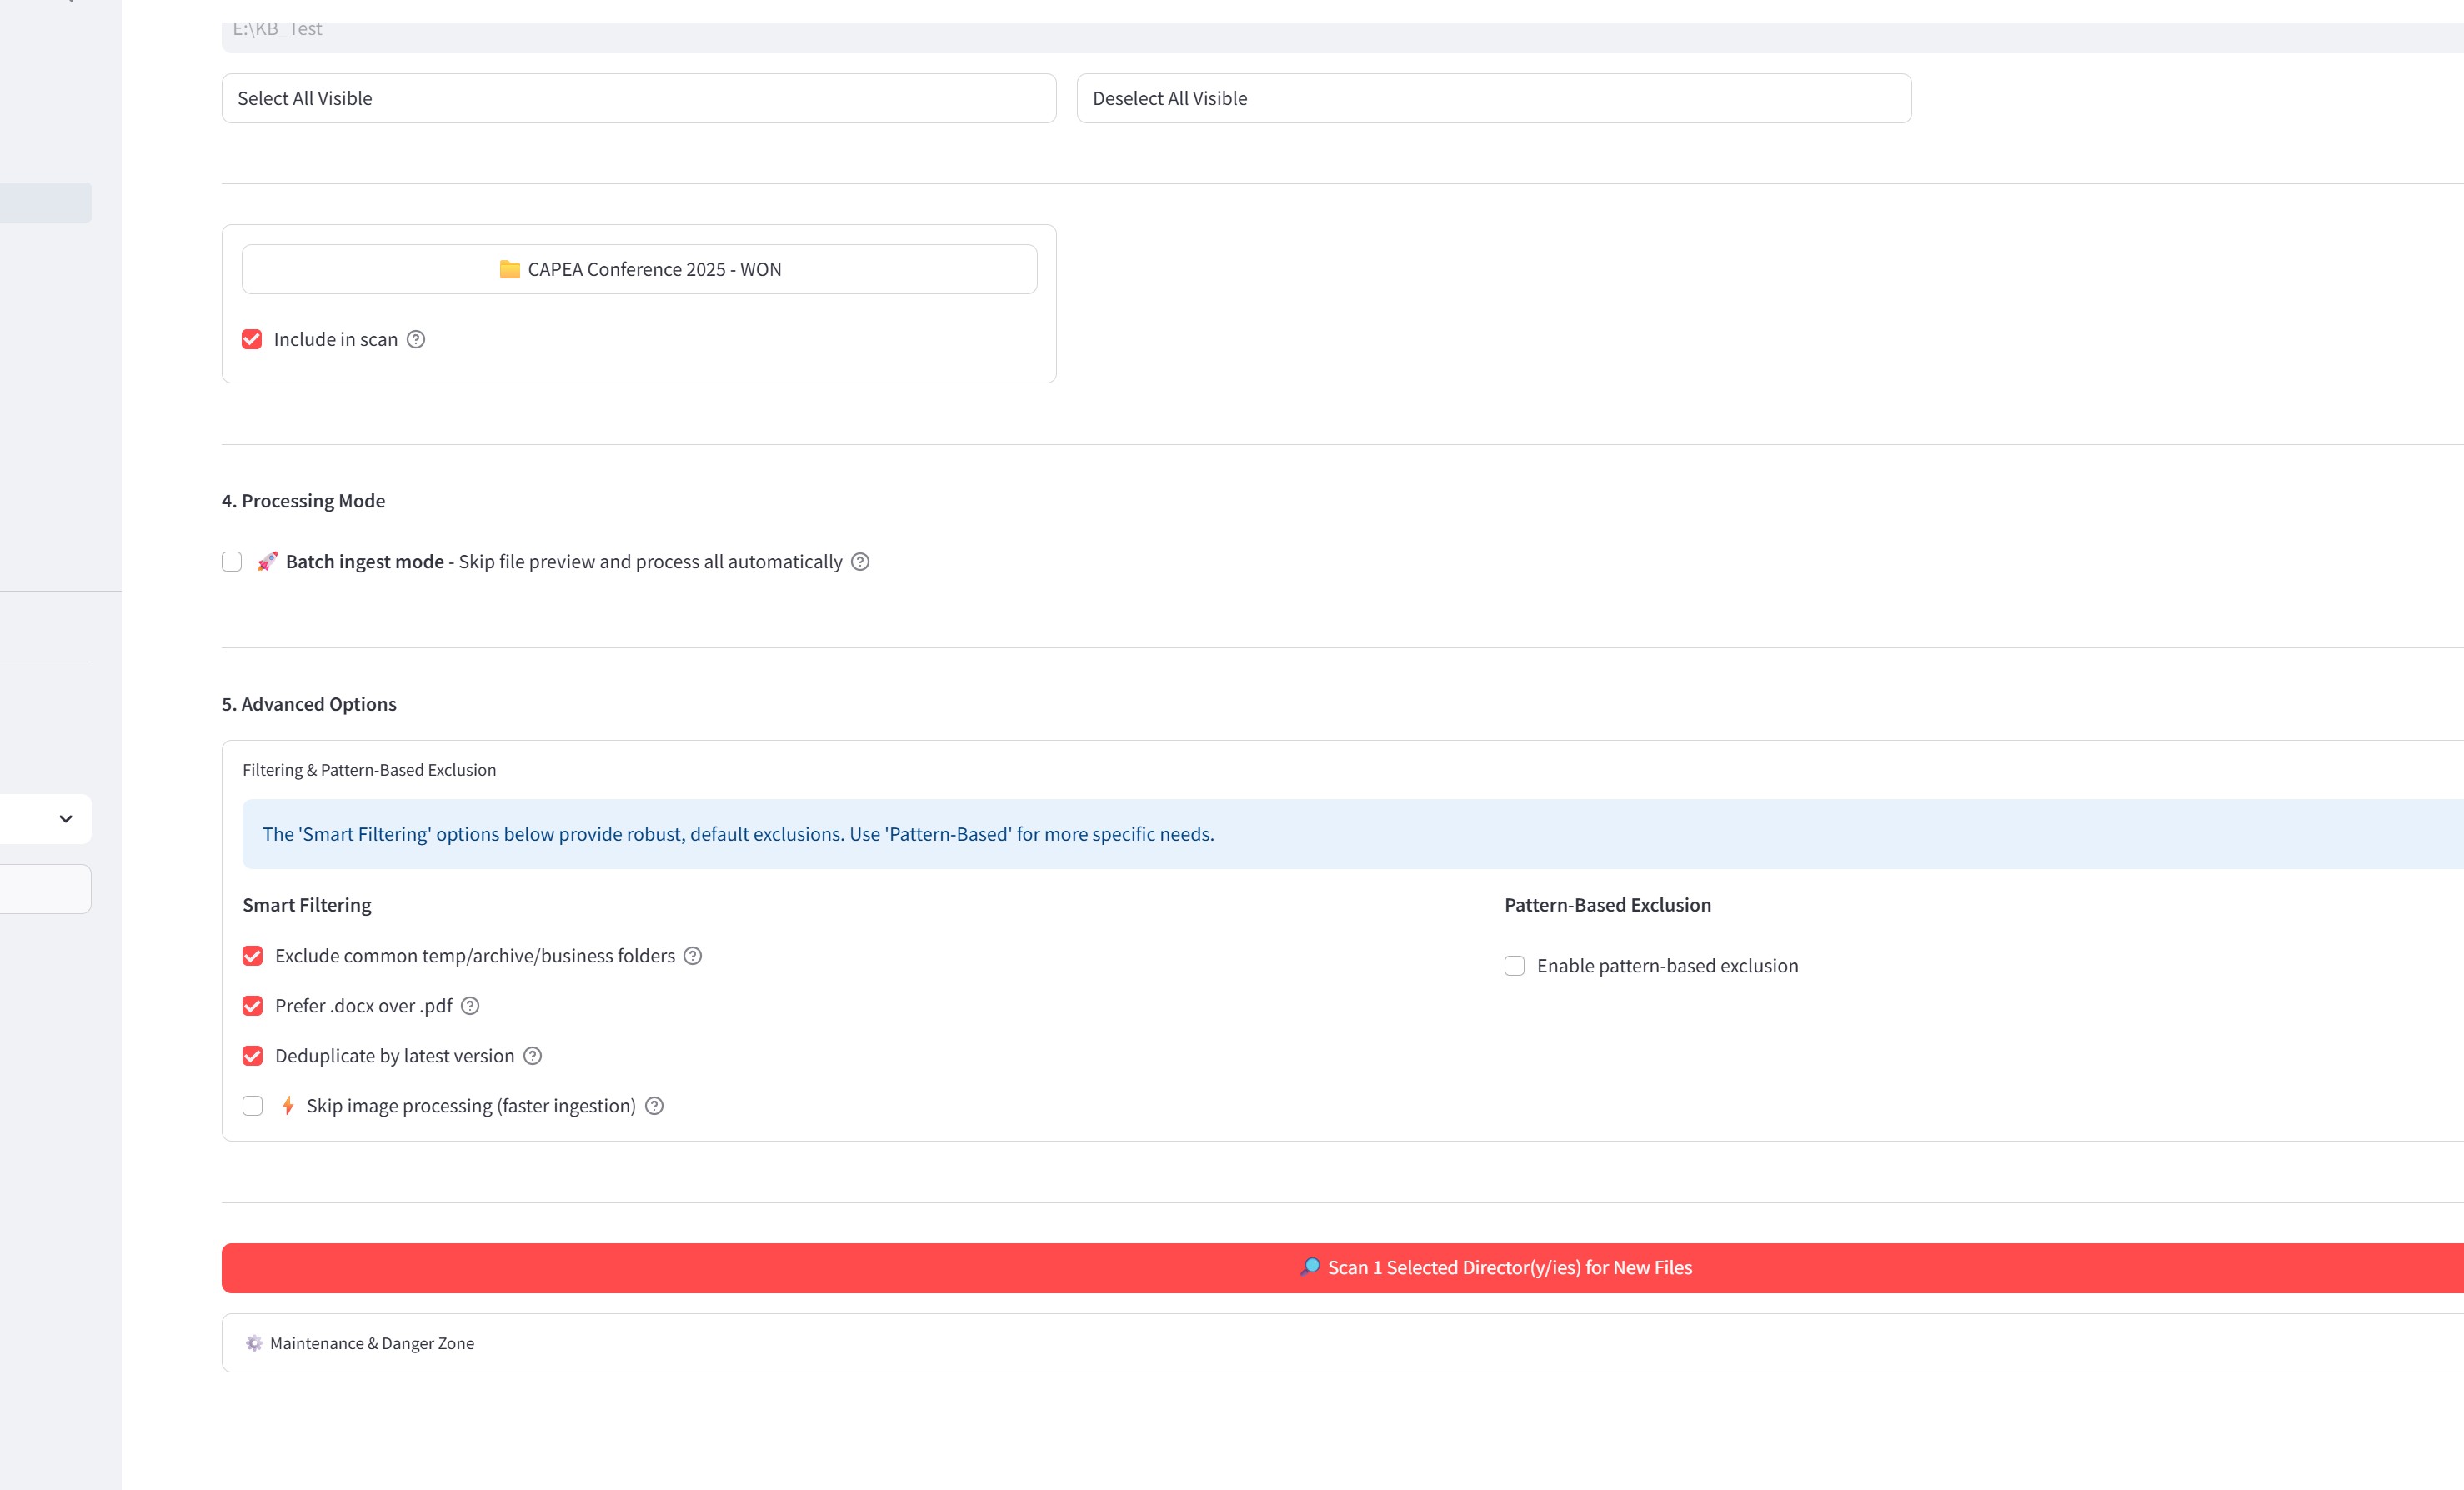 E:\KB_Test
Select All Visible
Deselect All Visible
CAPEA Conference 2025 - WON
Include in scan
4. Processing Mode
Batch ingest mode - Skip file preview and process all automatically
5. Advanced Options
Filtering & Pattern-Based Exclusion
The 'Smart Filtering' options below provide robust, default exclusions. Use 'Pattern-Based' for more specific needs.
Smart Filtering
Exclude common temp/archive/business folders
Prefer .docx over .pdf
Deduplicate by latest version
Skip image processing (faster ingestion)
Pattern-Based Exclusion
Enable pattern-based exclusion
Scan 1 Selected Director(y/ies) for New Files
Maintenance & Danger Zone